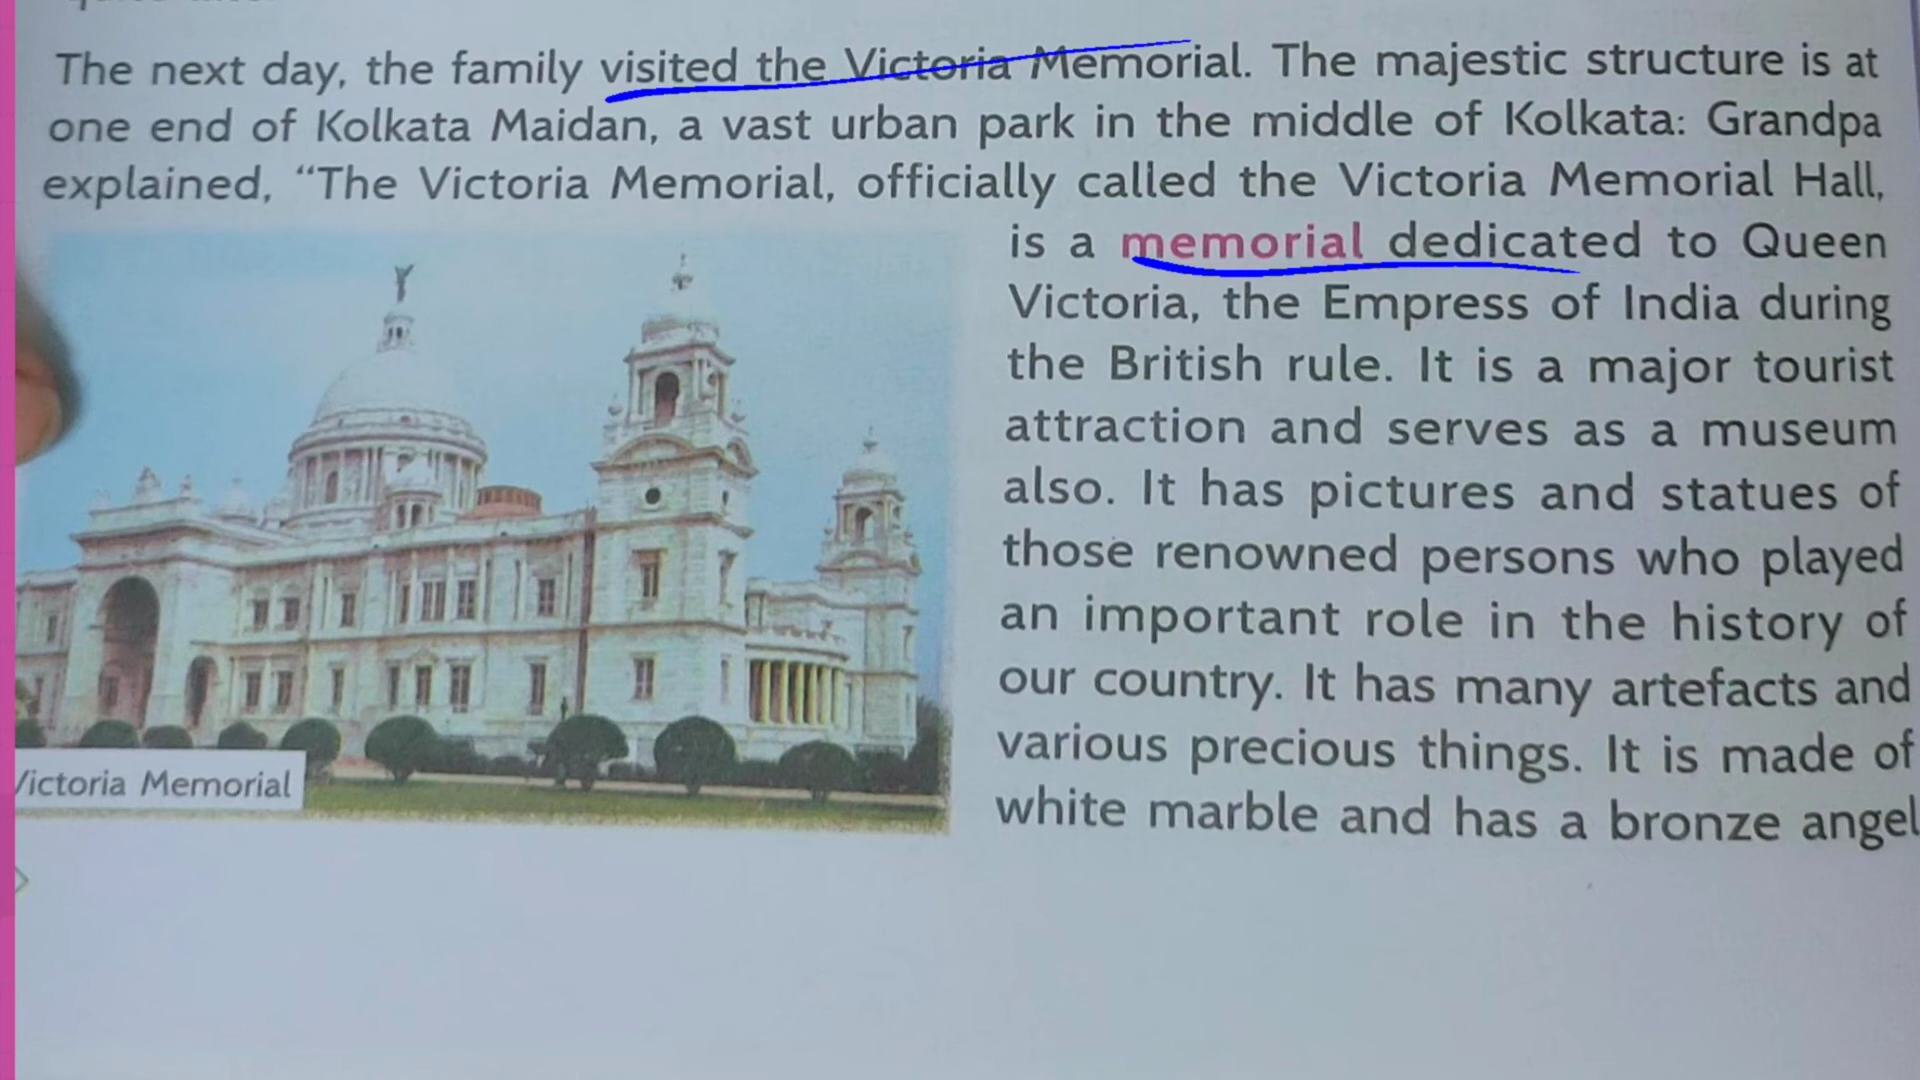 The next day, the family visited the Victoria Memorial. The majestic structure is at
one end of Kolkata Maidan, a vast urban park in the middle of Kolkata: Grandpa
explained, “The Victoria Memorial, officially called the Victoria Memorial Hall,
is a memorial dedicated to Queen
Victoria, the Empress of India during
the British rule. It is a major tourist
attraction and serves as a museum
also. It has pictures and statues of
those renowned persons who played
an important role in the history of
our country. It has many artefacts and
various precious things. It is made of
white marble and has a bronze angel
Victoria Memorial